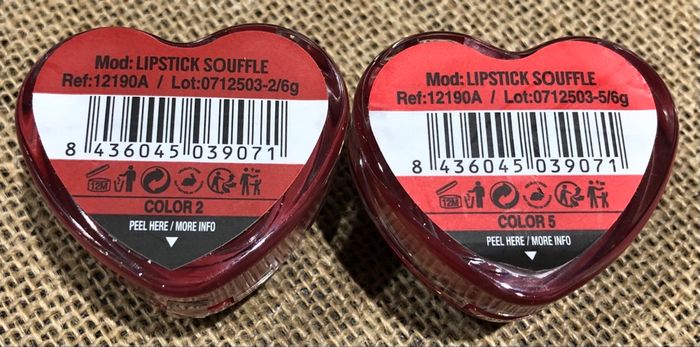 Mod: LIPSTICK SOUFFLE
Ref:12190A / Lot:0712503-2/6g
8 436045 039071
12M
COLOR 2
PEEL HERE / MORE INFO
Mod: LIPSTICK SOUFFLE
Ref:12190A / Lot:0712503-5/6g
8 436045 039071
12M
COLOR 5
PEEL HERE / MORE INFO